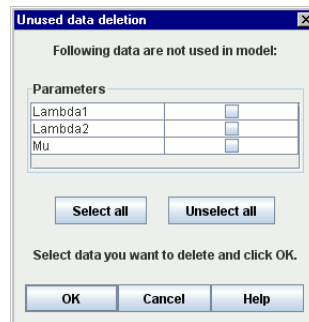 Unused data deletion
Following data are not used in model:
Parameters
Lambda1
Lambda2
Mu
Select all
Unselect all
Select data you want to delete and click OK.
OK
Cancel
Help